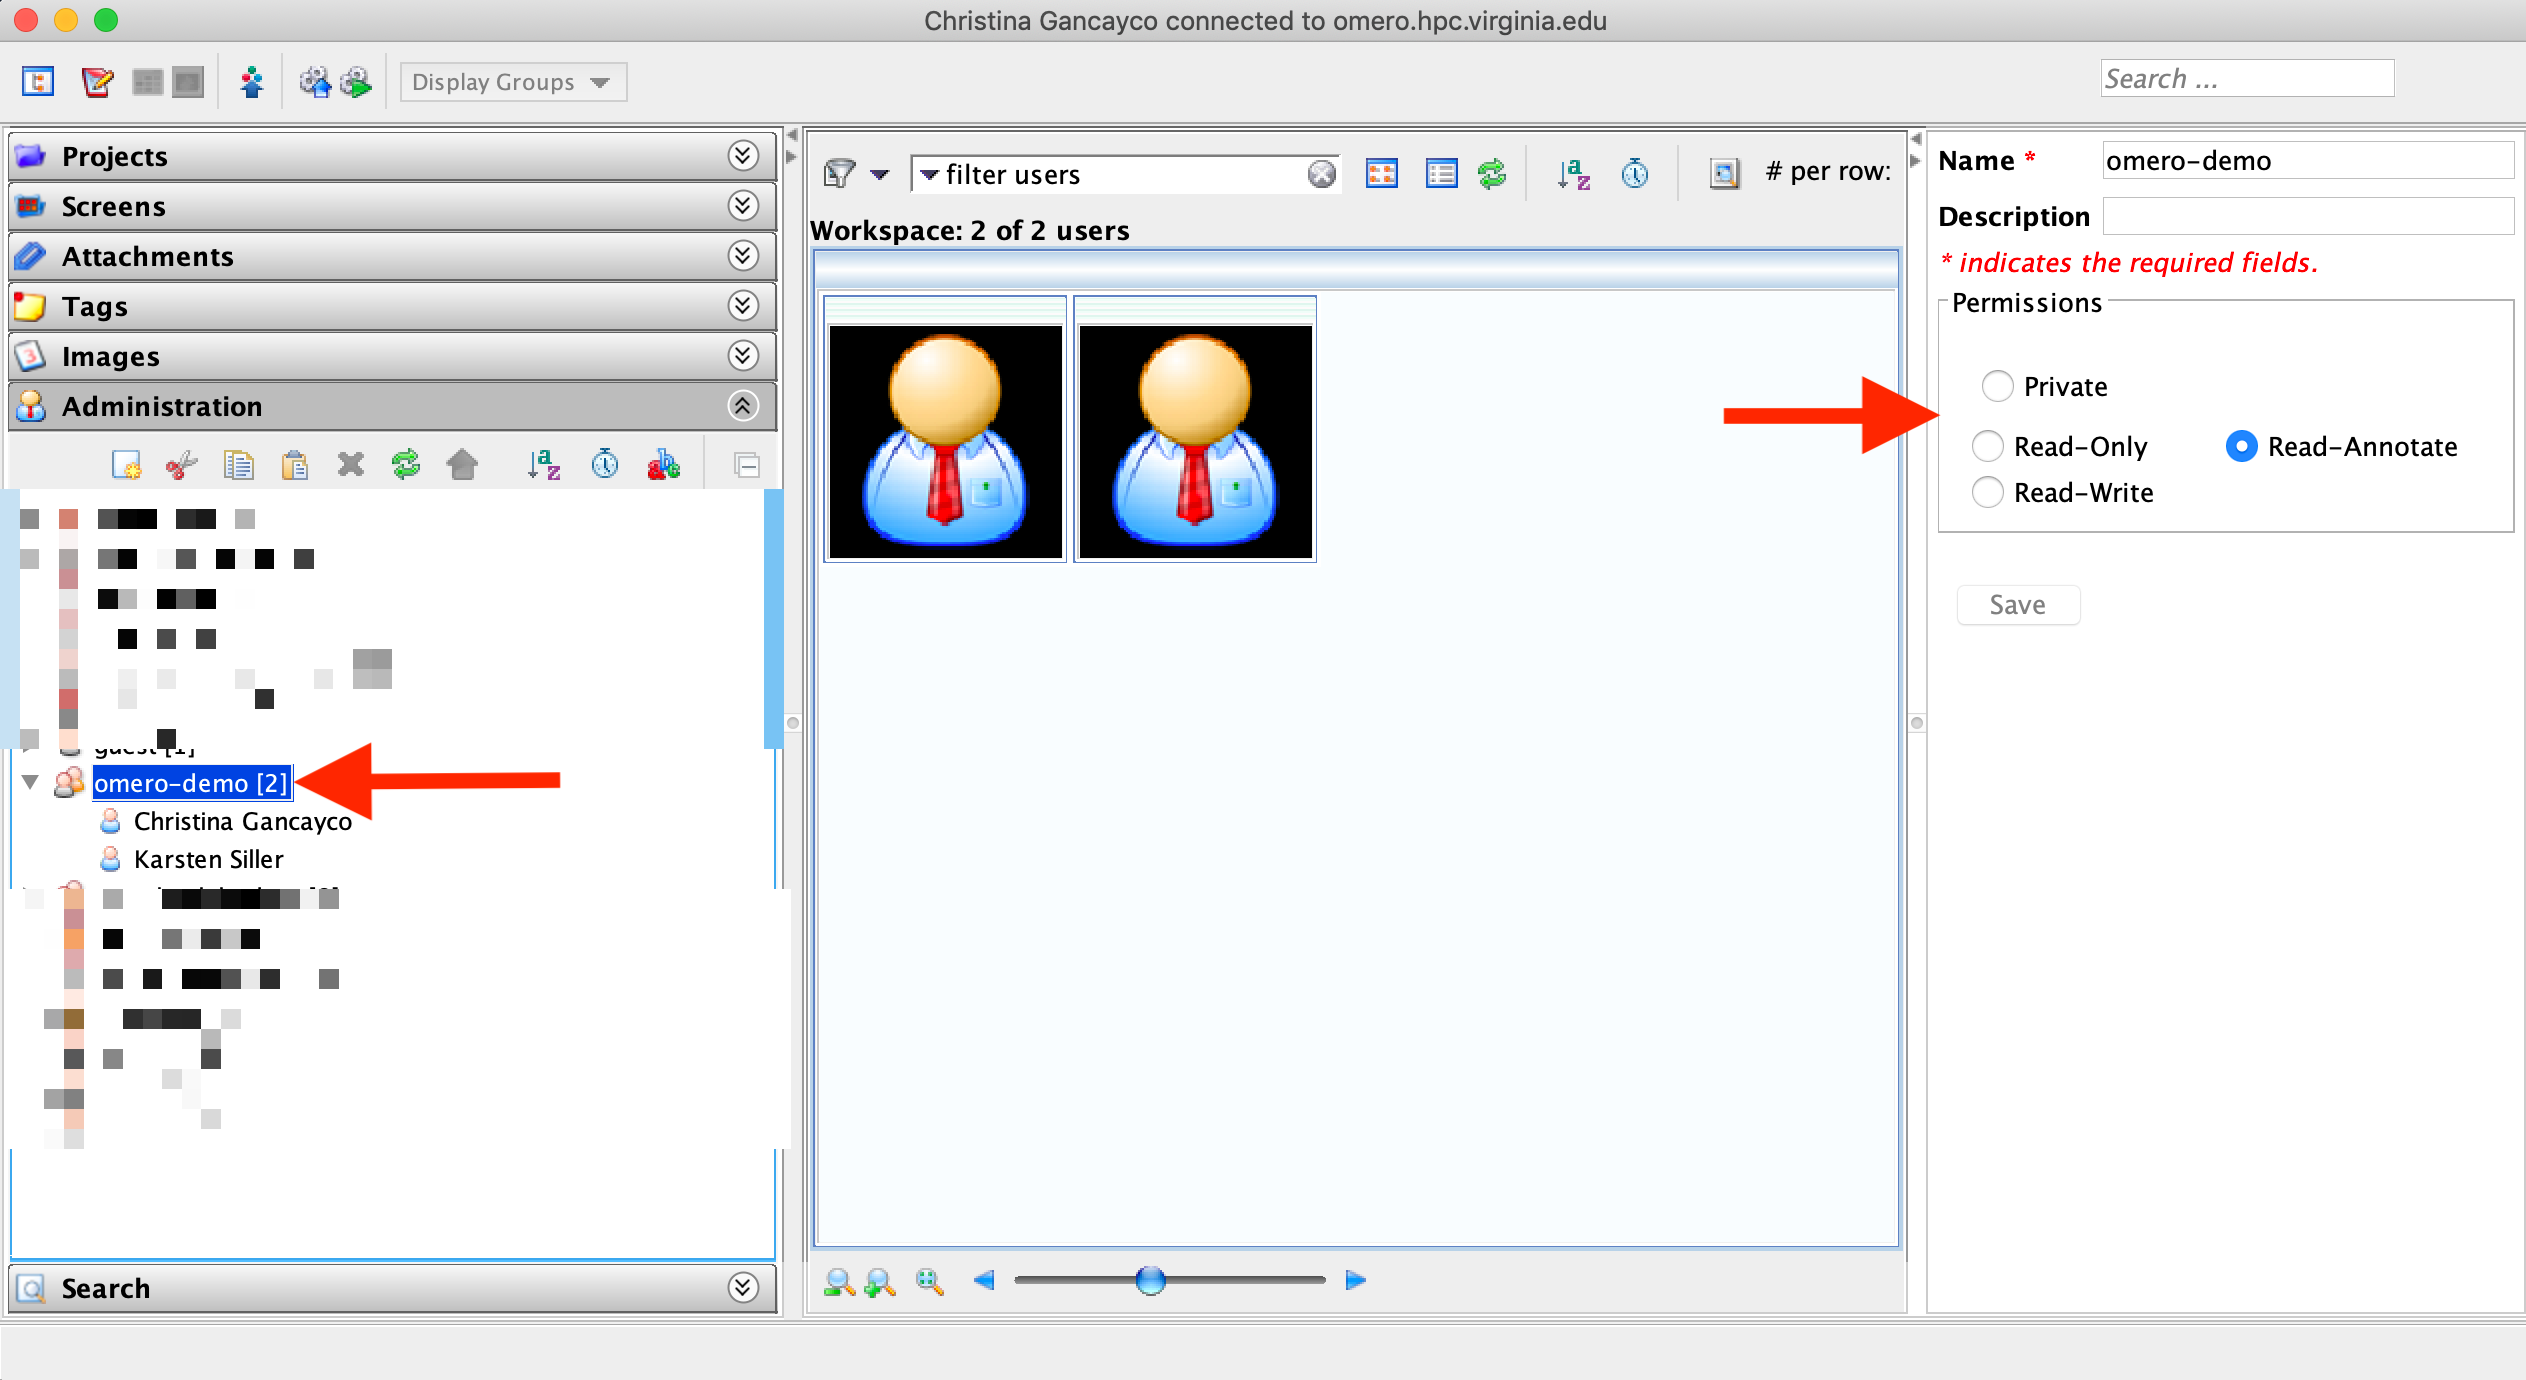 Christina Gancayco connected to omero.hpc.virginia.edu
Display Groups
Search ...
Projects
Screens
Attachments
Tags
Images
Administration
guest [1]
omero-demo [2]
Christina Gancayco
Karsten Siller
Search
filter users
# per row:
Workspace: 2 of 2 users
Name *
omero-demo
Description
* indicates the required fields.
Permissions
Private
Read-Only
Read-Annotate
Read-Write
Save